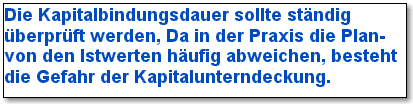 Die Kapitalbindungsdauer sollte ständig
überprüft werden, Da in der Praxis die Plan-
von den Istwerten häufig abweichen, besteht
die Gefahr der Kapitalunterdeckung.